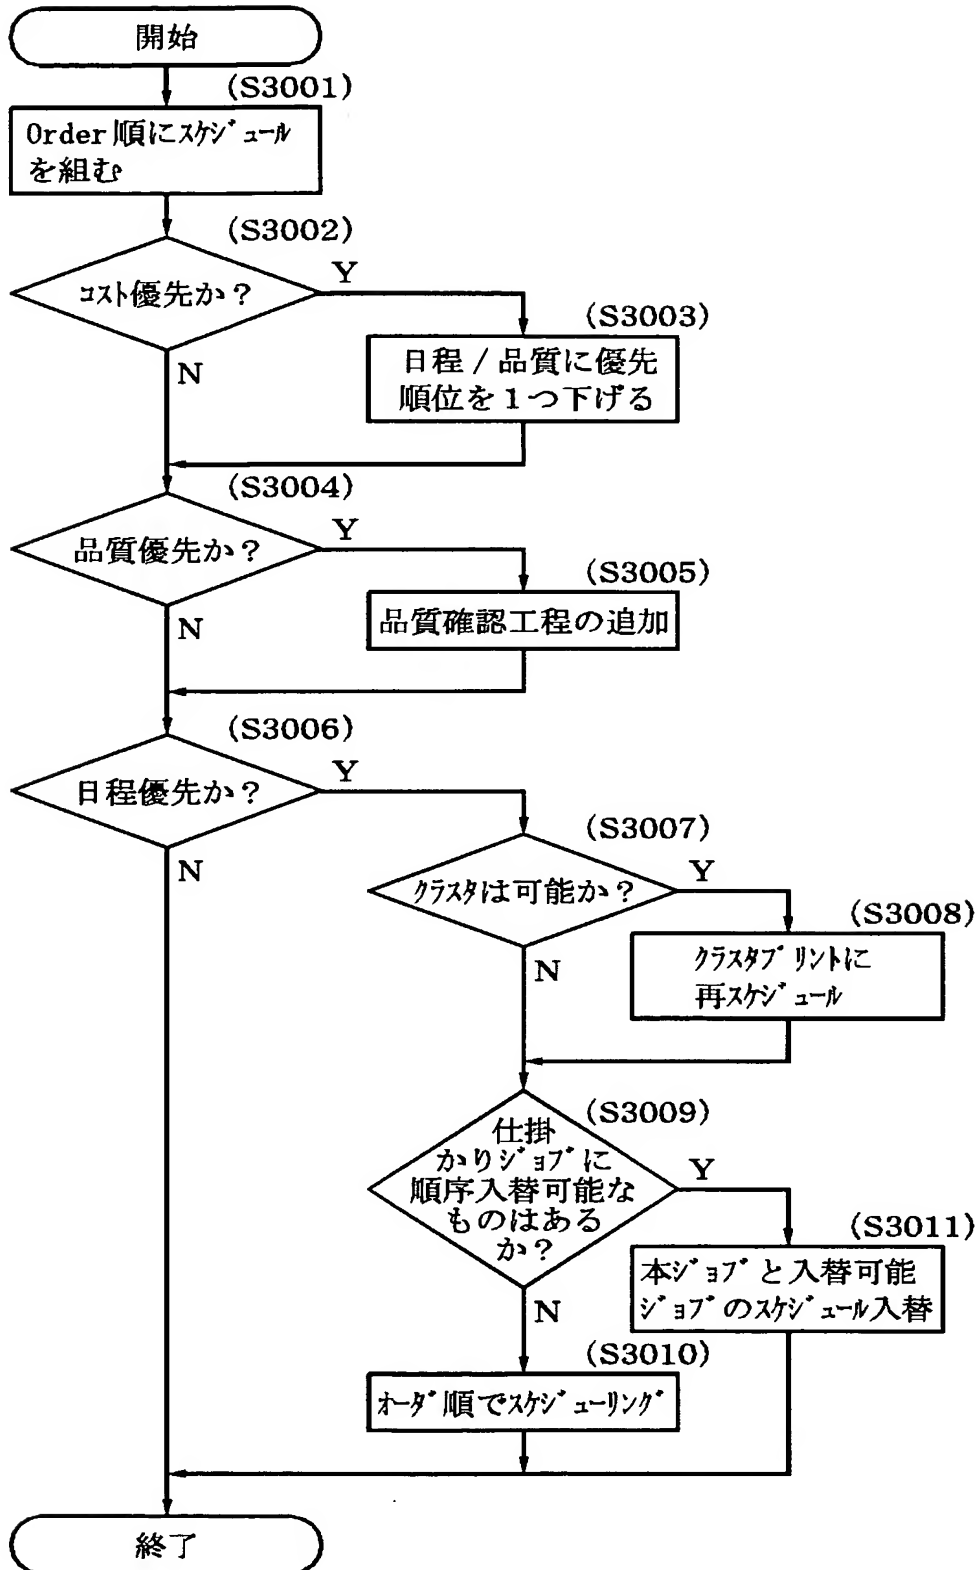 開始
(S3001)
Order順にスケジュール
を組む
(S3002)
コスト優先か？
Y
N
(S3003)
日程／品質に優先
順位を１つ下げる
(S3004)
品質優先か？
Y
N
(S3005)
品質確認工程の追加
(S3006)
日程優先か？
Y
N
(S3007)
クラスタは可能か？
Y
N
(S3008)
クラスタプリントに
再スケジュール
(S3009)
仕掛
かりジョブに
順序入替可能な
ものはある
か？
Y
N
(S3011)
本ジョブと入替可能
ジョブのスケジュール入替
(S3010)
オーダ順でスケジューリング
終了